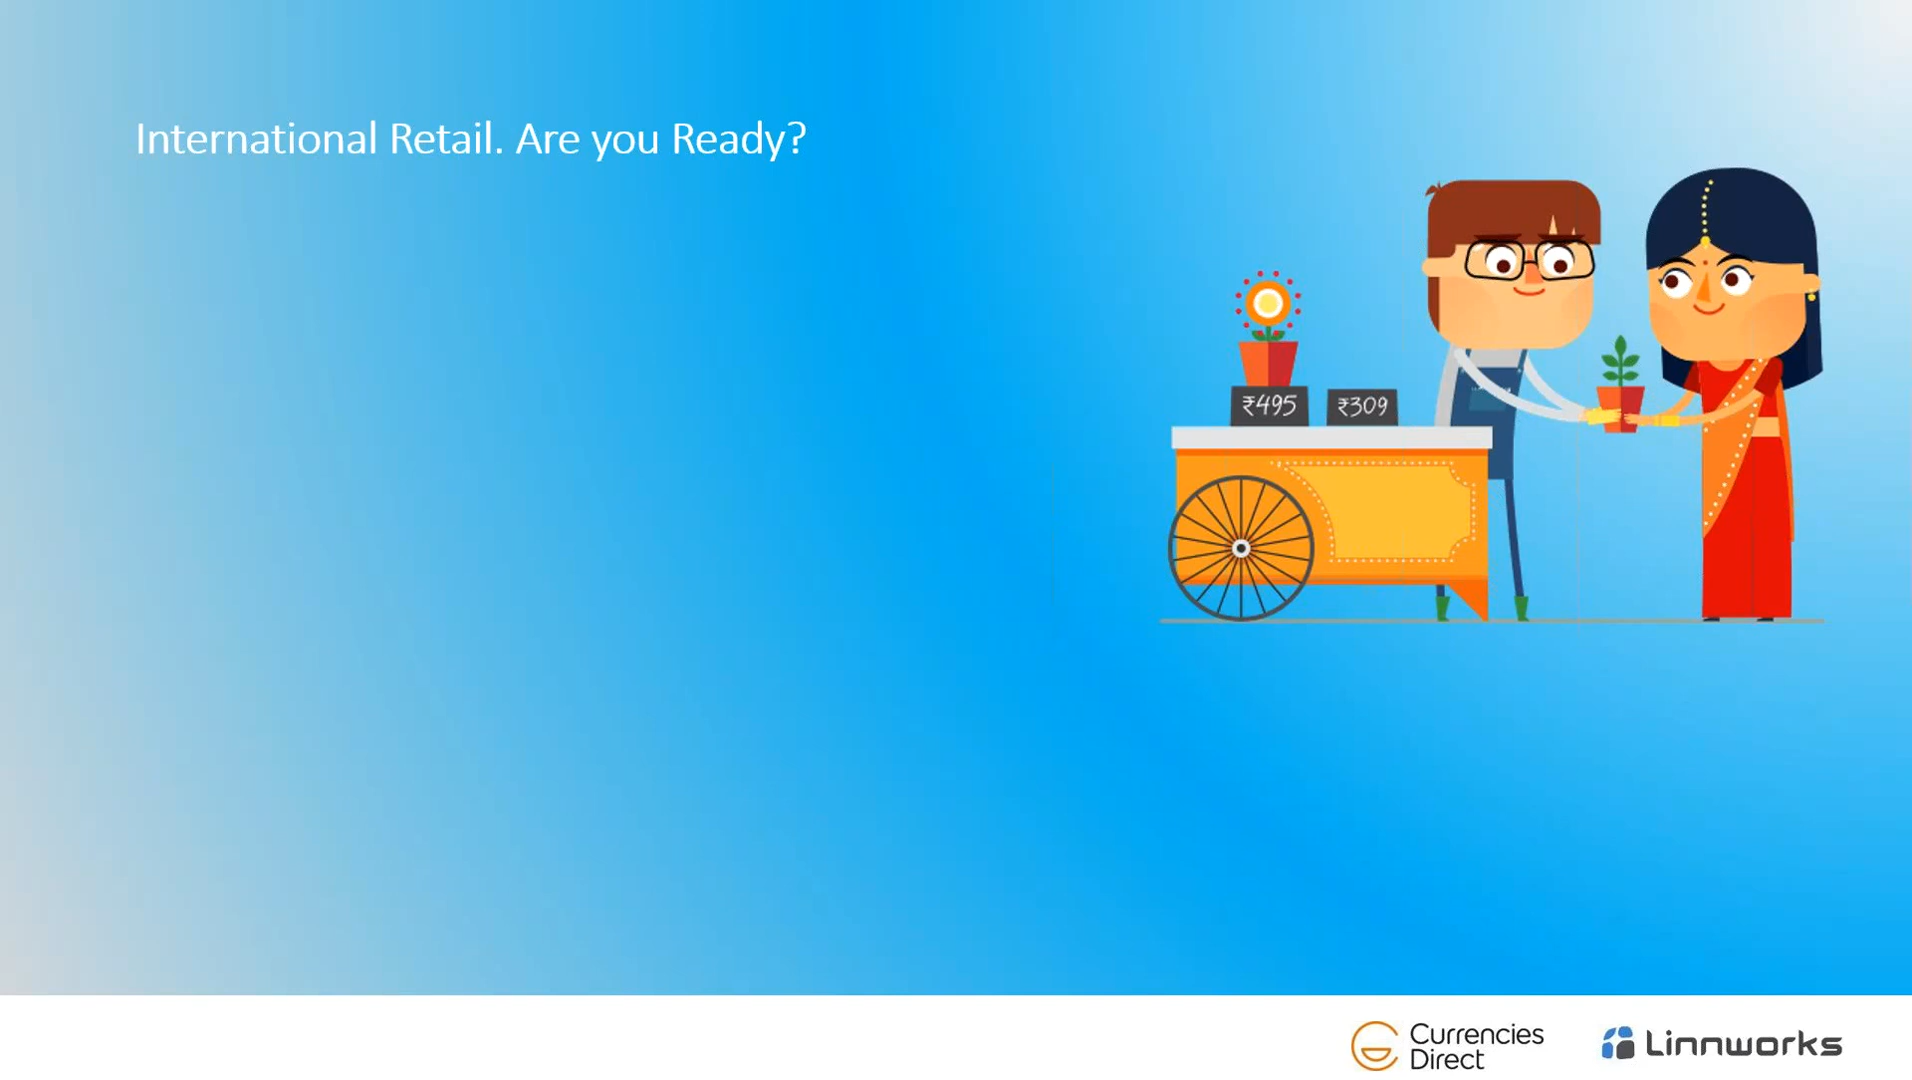 International Retail. Are you Ready?
₹495
₹309
Currencies
Direct
Linnworks